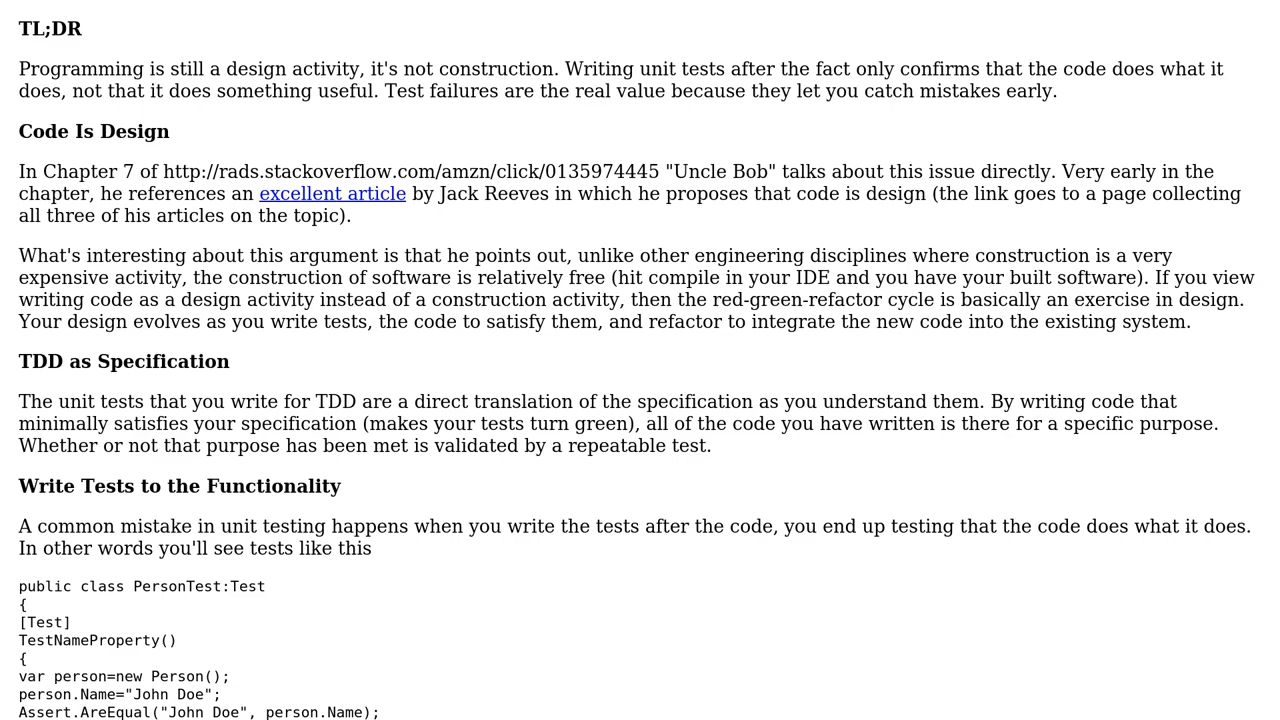 TL;DR
Programming is still a design activity, it's not construction. Writing unit tests after the fact only confirms that the code does what it
does, not that it does something useful. Test failures are the real value because they let you catch mistakes early.
Code Is Design
In Chapter 7 of http://rads.stackoverflow.com/amzn/click/0135974445 "Uncle Bob" talks about this issue directly. Very early in the
chapter, he references an excellent article by Jack Reeves in which he proposes that code is design (the link goes to a page collecting
all three of his articles on the topic).
What's interesting about this argument is that he points out, unlike other engineering disciplines where construction is a very
expensive activity, the construction of software is relatively free (hit compile in your IDE and you have your built software). If you view
writing code as a design activity instead of a construction activity, then the red-green-refactor cycle is basically an exercise in design.
Your design evolves as you write tests, the code to satisfy them, and refactor to integrate the new code into the existing system.
TDD as Specification
The unit tests that you write for TDD are a direct translation of the specification as you understand them. By writing code that
minimally satisfies your specification (makes your tests turn green), all of the code you have written is there for a specific purpose.
Whether or not that purpose has been met is validated by a repeatable test.
Write Tests to the Functionality
A common mistake in unit testing happens when you write the tests after the code, you end up testing that the code does what it does.
In other words you'll see tests like this
public class PersonTest:Test
{
[Test]
TestNameProperty()
{
var person=new Person();
person.Name="John Doe";
Assert.AreEqual("John Doe", person.Name);